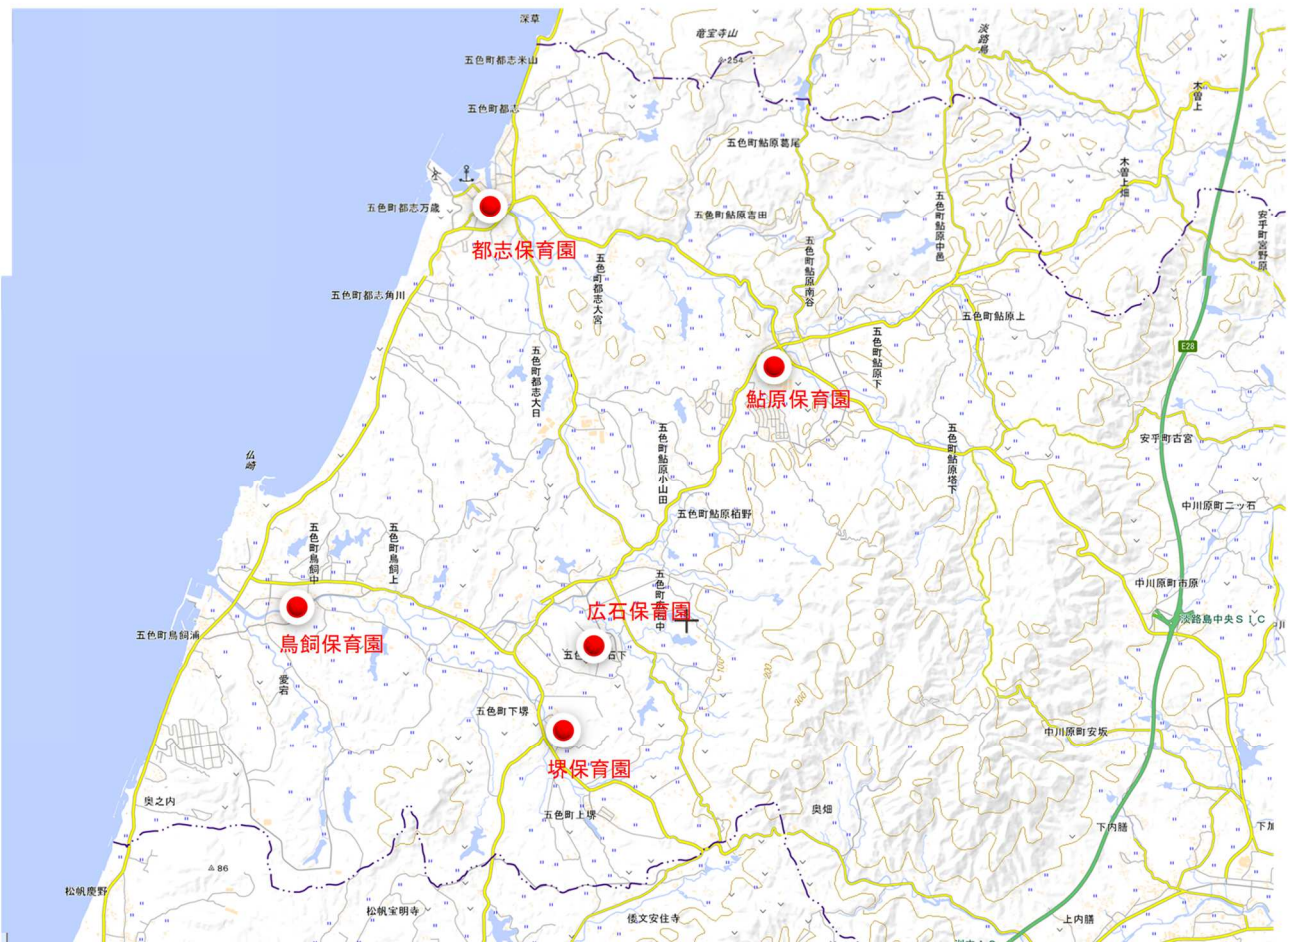 深草
竜宝寺山
淡路島
五色町都志米山
254
木曽上
五色町都志
五色町鮎原葛尾
木曽上畑
五色町都志万歳
五色町鮎原吉田
五色町鮎原中邑
安乎町宮野原
都志保育園
五色町都志大宮
五色町鮎原南谷
五色町都志角川
五色町鮎原上
E28
五色町都志大日
五色町鮎原下
鮎原保育園
仏崎
五色町鮎原小山田
五色町鮎原塔下
安乎町古宮
中川原町二ッ石
五色町鮎原栢野
五色町鳥飼中
五色町鳥飼上
中川原町市原
広石保育園
淡路島中央SIC
五色町鳥飼浦
鳥飼保育園
愛宕
100
200
300
五色町下堺
中川原町安坂
堺保育園
奥之内
五色町上堺
奥畑
下内膳
86
松帆慶野
松帆宝明寺
倭文安住寺
上内膳